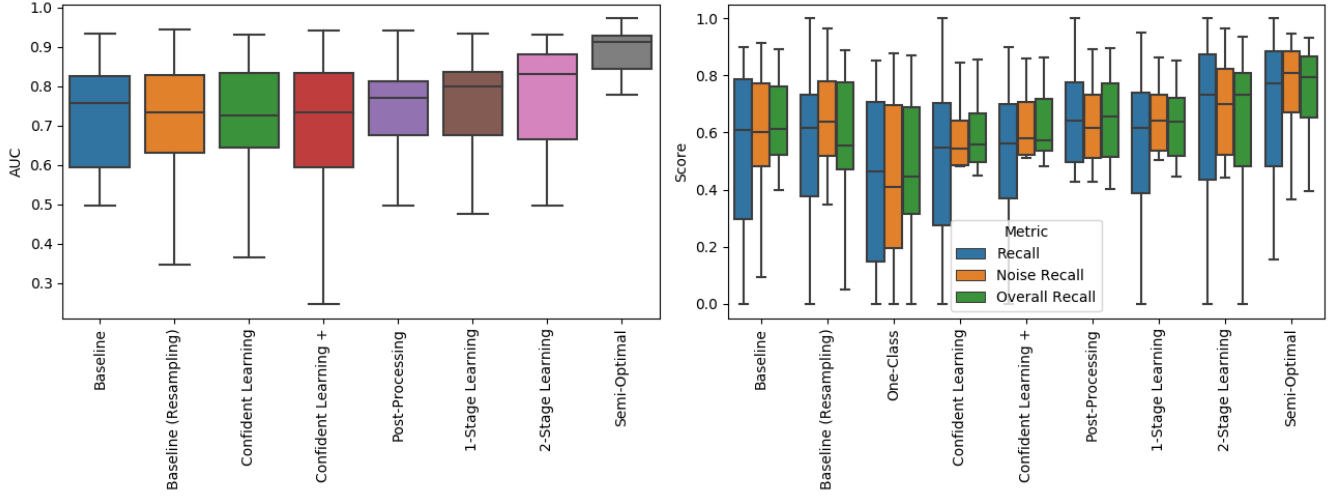 AUC
1.0
0.9
0.8
0.7
0.6
0.5
0.4
0.3
Baseline
Baseline (Resampling)
Confident Learning
Confident Learning +
Post-Processing
1-Stage Learning
2-Stage Learning
Semi-Optimal
Score
1.0
0.8
0.6
0.4
0.2
0.0
Metric
Recall
Noise Recall
Overall Recall
Baseline
Baseline (Resampling)
One-Class
Confident Learning
Confident Learning +
Post-Processing
1-Stage Learning
2-Stage Learning
Semi-Optimal